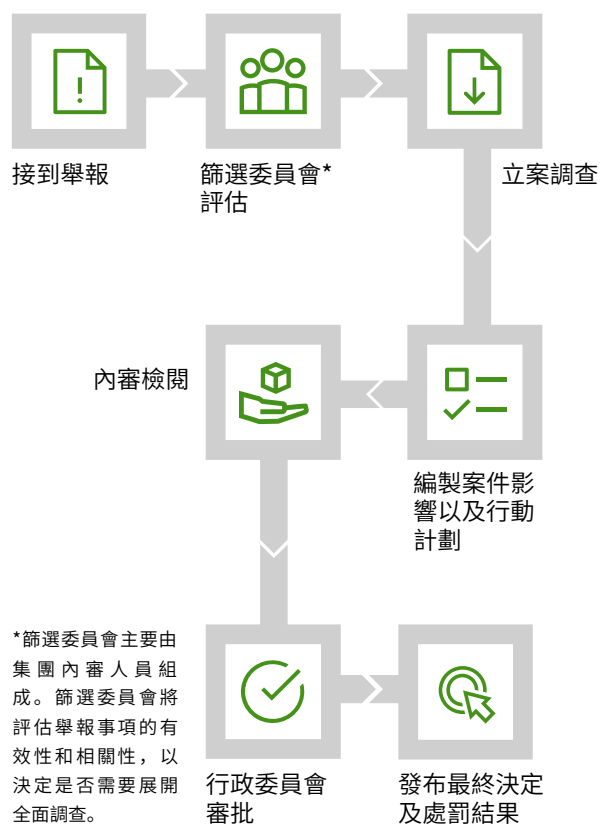 接到舉報
篩選委員會*
評估
立案調查
內審檢閱
編製案件影
響以及行動
計劃
*篩選委員會主要由
集團內審人員組
成。篩選委員會將
評估舉報事項的有
效性和相關性，以
決定是否需要展開
全面調查。
行政委員會
審批
發布最終決定
及處罰結果